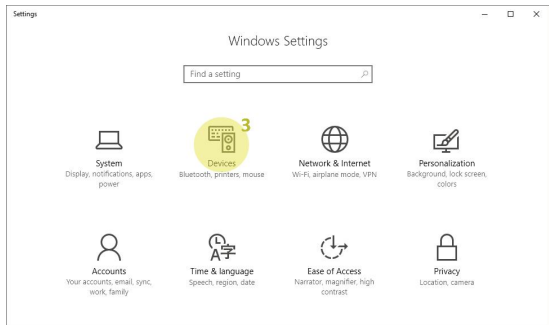 Settings
Windows Settings
Find a setting
3
System
Display, notifications, apps,
power
Devices
Bluetooth, printers, mouse
Network & Internet
Wi-Fi, airplane mode, VPN
Personalization
Background, lock screen,
colors
A字
Accounts
Your accounts, email, sync,
work, family
Time & language
Speech, region, date
Ease of Access
Narrator, magnifier, high
contrast
Privacy
Location, camera